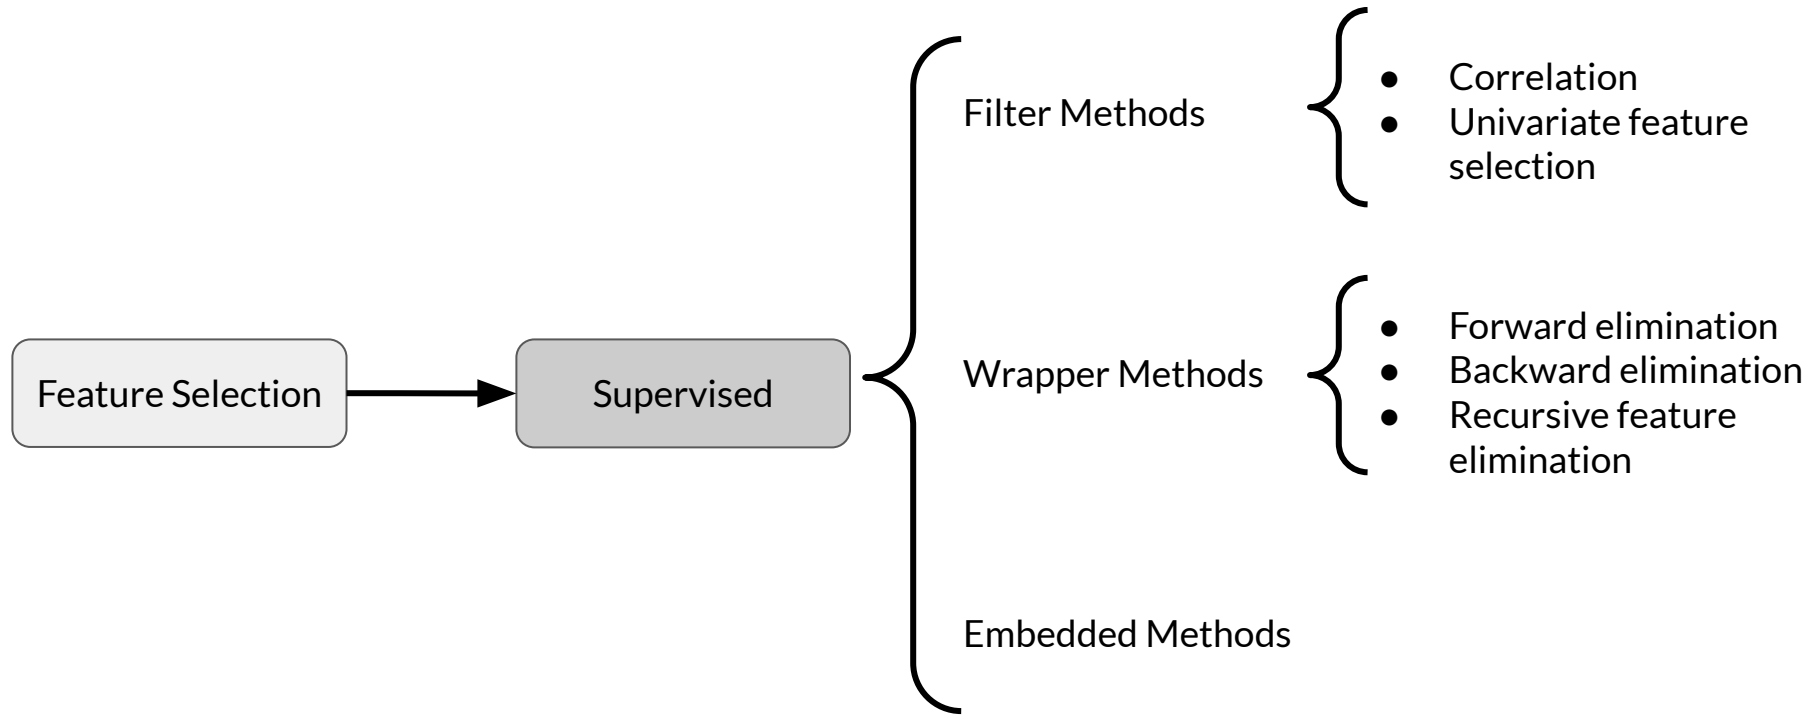 Feature Selection
Supervised
Filter Methods
● Correlation
● Univariate feature
selection
Wrapper Methods
● Forward elimination
● Backward elimination
● Recursive feature
elimination
Embedded Methods